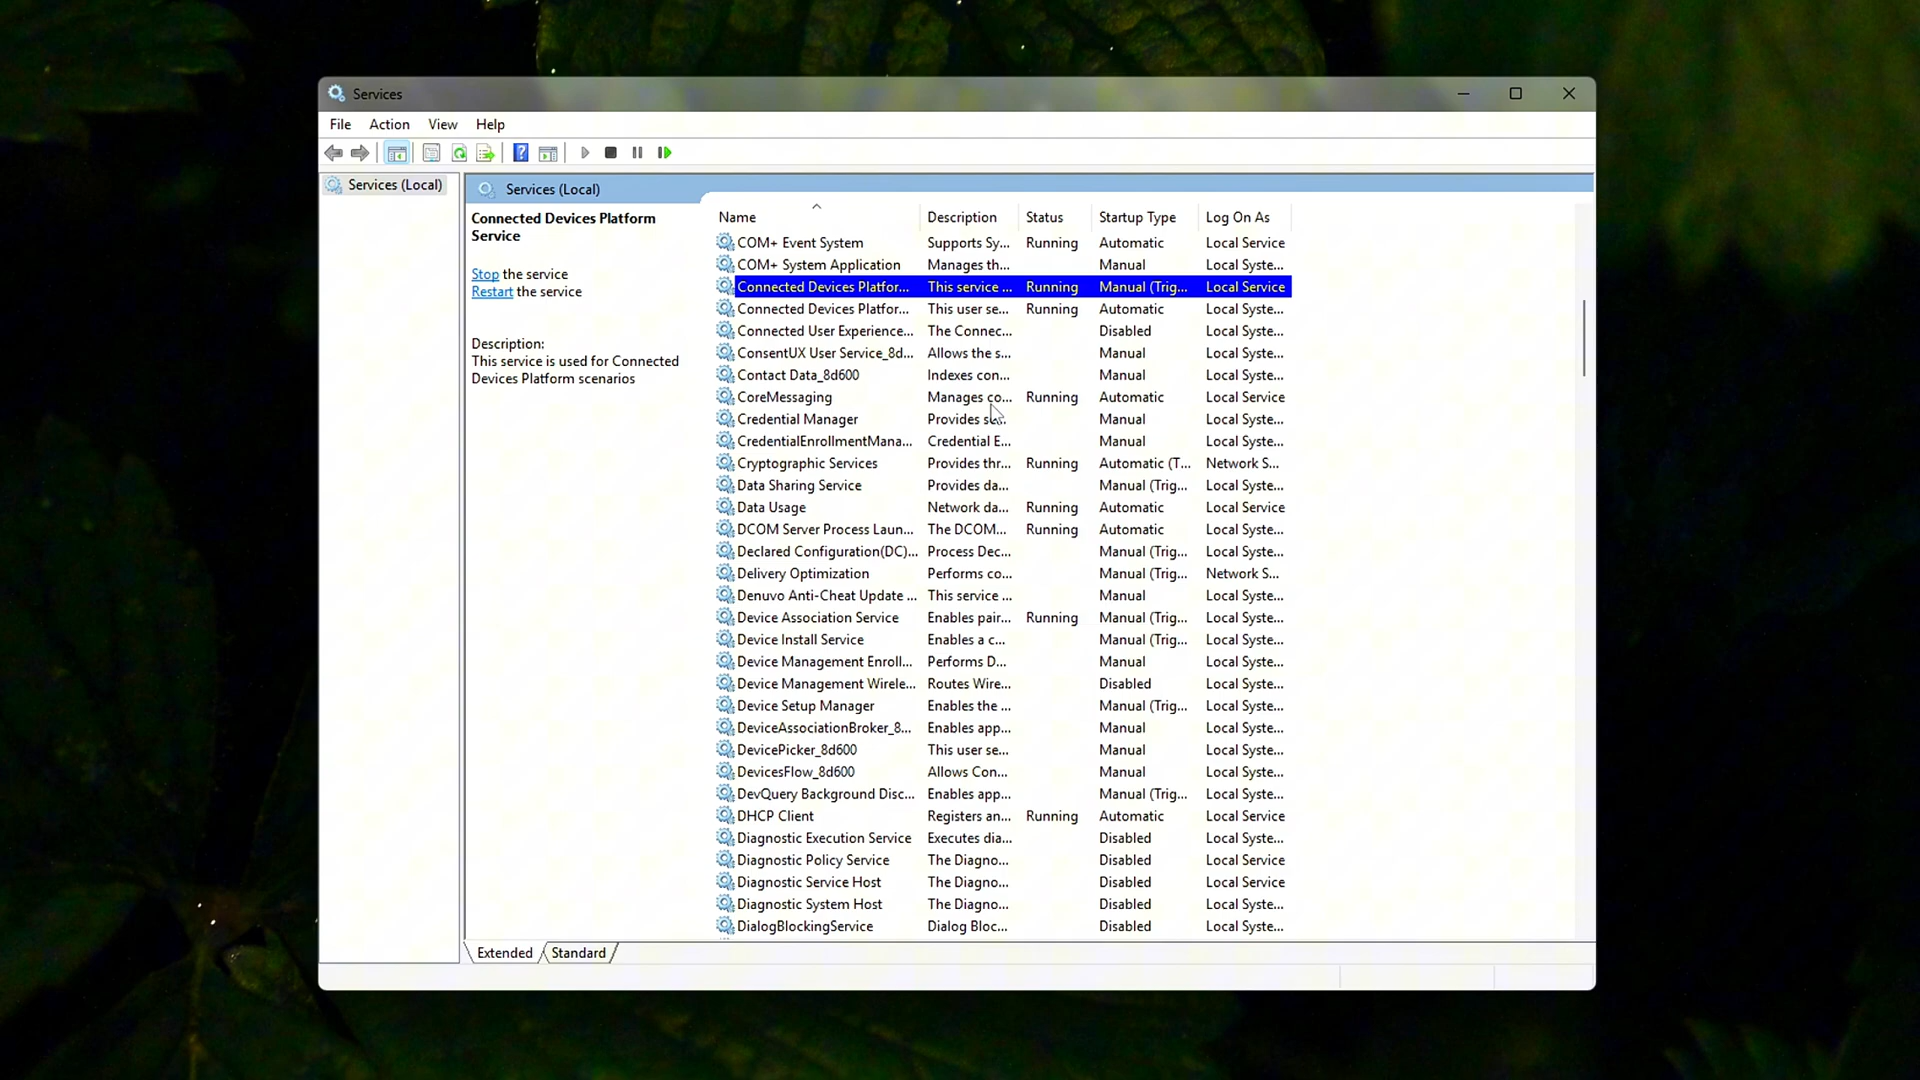 Services
File Action View Help
Services (Local)
Services (Local)
Connected Devices Platform
Service
Stop the service
Restart the service
Description:
This service is used for Connected
Devices Platform scenarios
Name Description Status Startup Type Log On As
COM+ Event System Supports Sy... Running Automatic Local Service
COM+ System Application Manages th... Manual Local Syste...
Connected Devices Platfor... This service ... Running Manual (Trig... Local Service
Connected Devices Platfor... This user se... Running Automatic Local Syste...
Connected User Experience... The Connec... Disabled Local Syste...
ConsentUX User Service_8d... Allows the s... Manual Local Syste...
Contact Data_8d600 Indexes con... Manual Local Syste...
CoreMessaging Manages co... Running Automatic Local Service
Credential Manager Provides Manual Local Syste...
CredentialEnrollmentMana... Credential E... Manual Local Syste...
Cryptographic Services Provides thr... Running Automatic (T... Network S...
Data Sharing Service Provides da... Manual (Trig... Local Syste...
Data Usage Network da... Running Automatic Local Service
DCOM Server Process Laun... The DCOM... Running Automatic Local Syste...
Declared Configuration(DC)... Process Dec... Manual (Trig... Local Syste...
Delivery Optimization Performs co... Manual (Trig... Network S...
Denuvo Anti-Cheat Update ... This service ... Manual Local Syste...
Device Association Service Enables pair... Running Manual (Trig... Local Syste...
Device Install Service Enables a c... Manual (Trig... Local Syste...
Device Management Enroll... Performs D... Manual Local Syste...
Device Management Wirele... Routes Wire... Disabled Local Syste...
Device Setup Manager Enables the ... Manual (Trig... Local Syste...
DeviceAssociationBroker_8... Enables app... Manual Local Syste...
DevicePicker_8d600 This user se... Manual Local Syste...
DevicesFlow_8d600 Allows Con... Manual Local Syste...
DevQuery Background Disc... Enables app... Manual (Trig... Local Syste...
DHCP Client Registers an... Running Automatic Local Service
Diagnostic Execution Service Executes dia... Disabled Local Syste...
Diagnostic Policy Service The Diagno... Disabled Local Service
Diagnostic Service Host The Diagno... Disabled Local Service
Diagnostic System Host The Diagno... Disabled Local Syste...
DialogBlockingService Dialog Bloc... Disabled Local Syste...
Extended Standard